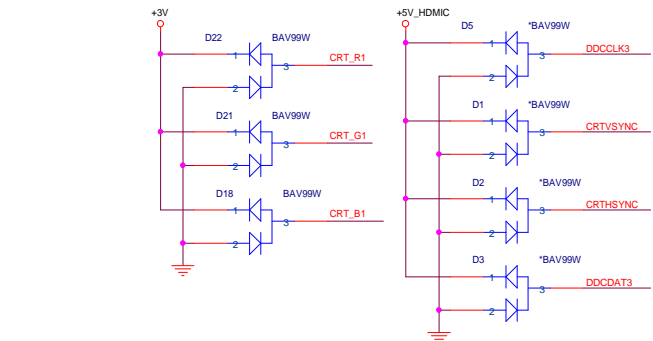 +3V
D22 BAV99W
1
3 CRT_R1
2
D21 BAV99W
1
3 CRT_G1
2
D18 BAV99W
1
3 CRT_B1
2
+5V_HDMIC
D5 *BAV99W
1
3 DDCCLK3
2
D1 *BAV99W
1
3 CRTVSYNC
2
D2 *BAV99W
1
3 CRTHSYNC
2
D3 *BAV99W
1
3 DDCDAT3
2